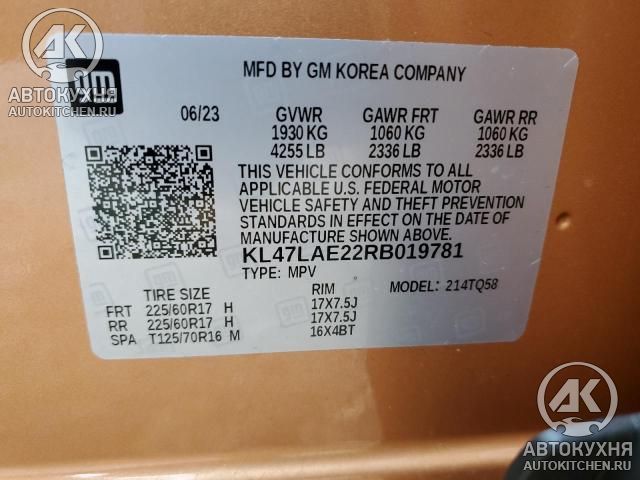 gm
MFD BY GM KOREA COMPANY
06/23
GVWR GAWR FRT GAWR RR
1930 KG 1060 KG 1060 KG
4255 LB 2336 LB 2336 LB
THIS VEHICLE CONFORMS TO ALL
APPLICABLE U.S. FEDERAL MOTOR
VEHICLE SAFETY AND THEFT PREVENTION
STANDARDS IN EFFECT ON THE DATE OF
MANUFACTURE SHOWN ABOVE.
KL47LAE22RB019781
TYPE: MPV MODEL: 214TQ58
TIRE SIZE RIM
FRT 225/60R17 H 17X7.5J
RR 225/60R17 H 17X7.5J
SPA T125/70R16 M 16X4BT
АК
АВТОКУХНЯ
AUTOKITCHEN.RU
АК
АВТОКУХНЯ
AUTOKITCHEN.RU